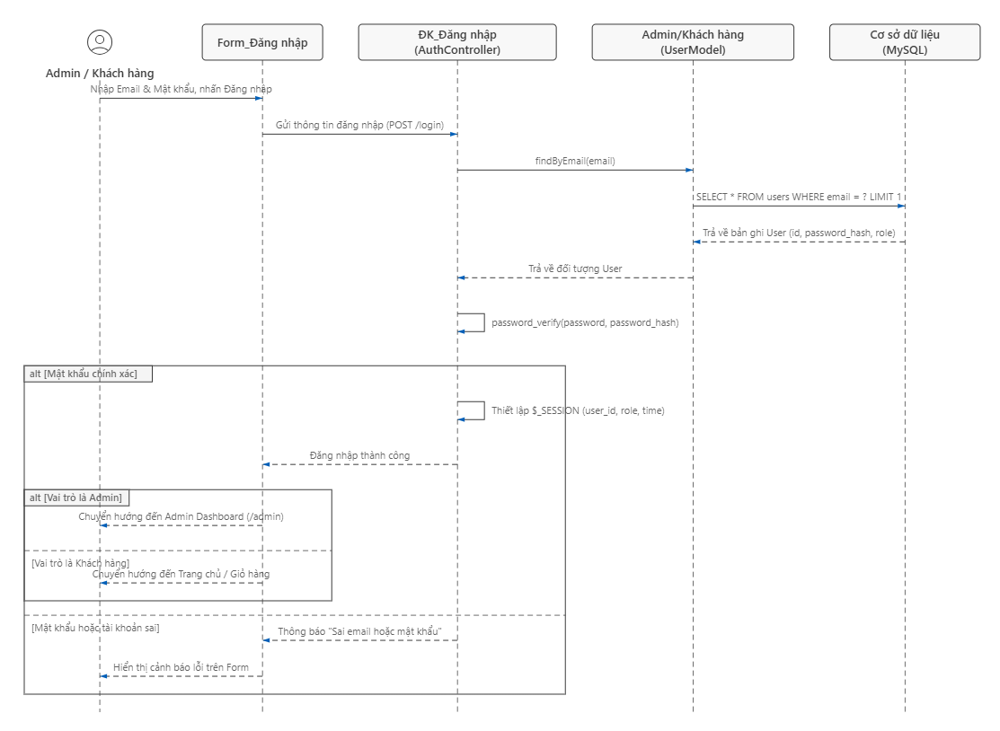 Form_Đăng nhập
ĐK_Đăng nhập
(AuthController)
Admin/Khách hàng
(UserModel)
Cơ sở dữ liệu
(MySQL)
Admin / Khách hàng
Nhập Email & Mật khẩu, nhấn Đăng nhập
Gửi thông tin đăng nhập (POST /login)
findByEmail(email)
SELECT * FROM users WHERE email = ? LIMIT 1
Trả về bản ghi User (id, password_hash, role)
Trả về đối tượng User
password_verify(password, password_hash)
alt [Mật khẩu chính xác]
Thiết lập $_SESSION (user_id, role, time)
Đăng nhập thành công
alt [Vai trò là Admin]
Chuyển hướng đến Admin Dashboard (/admin)
[Vai trò là Khách hàng]
Chuyển hướng đến Trang chủ / Giỏ hàng
[Mật khẩu hoặc tài khoản sai]
Thông báo "Sai email hoặc mật khẩu"
Hiển thị cảnh báo lỗi trên Form